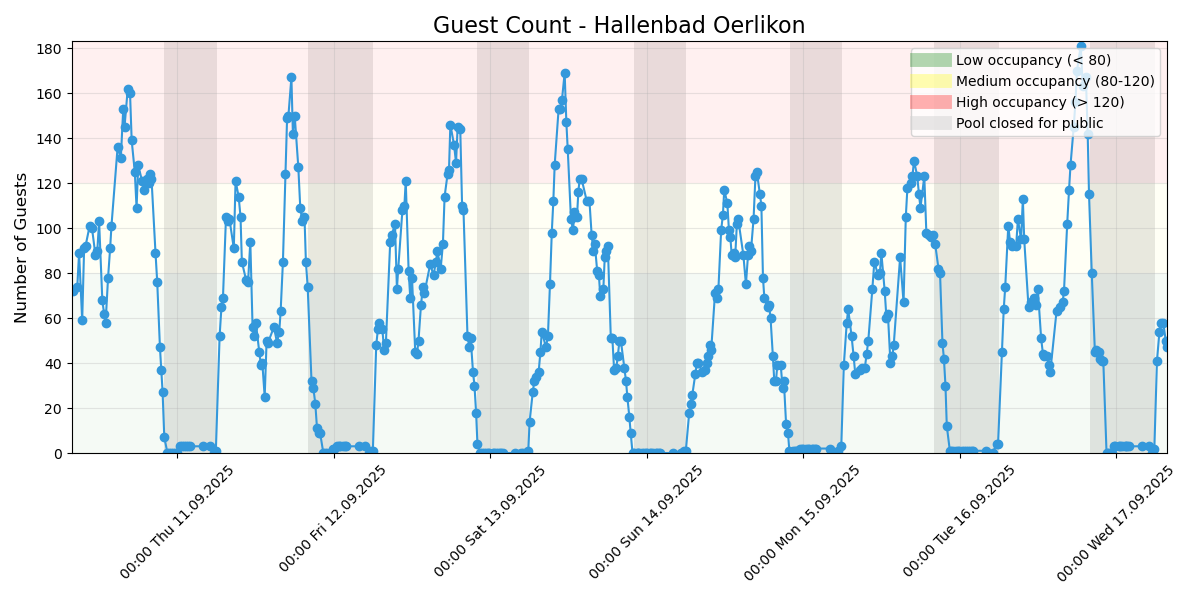 Guest Count - Hallenbad Oerlikon
Number of Guests
180
160
140
120
100
80
60
40
20
0
Low occupancy (< 80)
Medium occupancy (80-120)
High occupancy (> 120)
Pool closed for public
00:00 Thu 11.09.2025
00:00 Fri 12.09.2025
00:00 Sat 13.09.2025
00:00 Sun 14.09.2025
00:00 Mon 15.09.2025
00:00 Tue 16.09.2025
00:00 Wed 17.09.2025